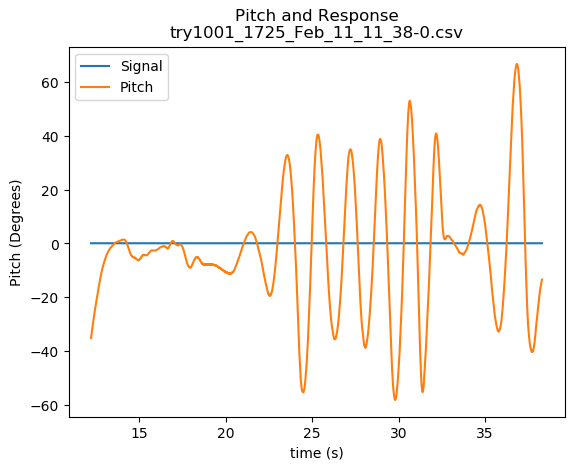 Pitch and Response
try1001_1725_Feb_11_11_38-0.csv
Signal
Pitch
Pitch (Degrees)
60
40
20
0
−20
−40
−60
15
20
25
30
35
time (s)